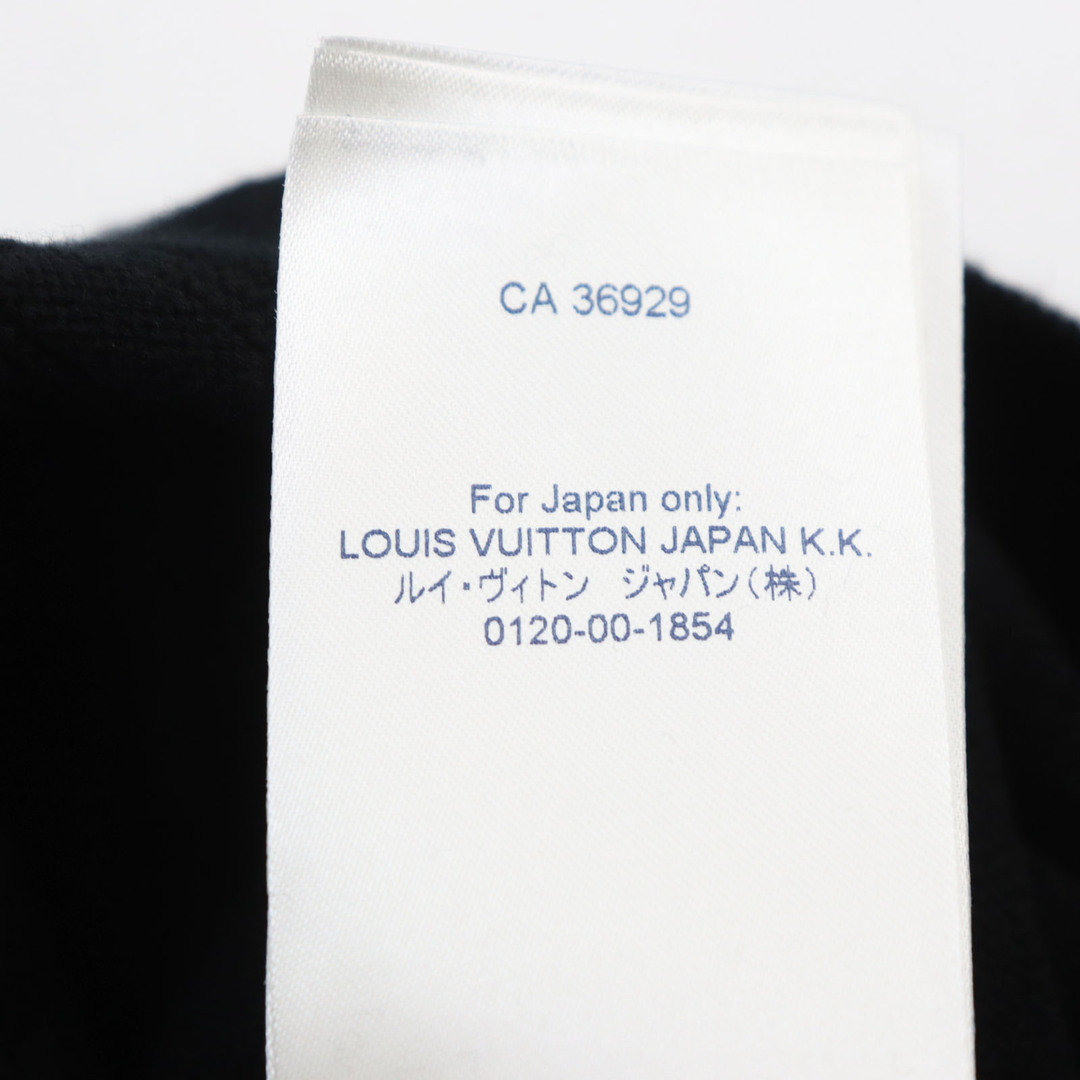 CA 36929
For Japan only:
LOUIS VUITTON JAPAN K.K.
ルイ・ヴィトン ジャパン(株)
0120-00-1854